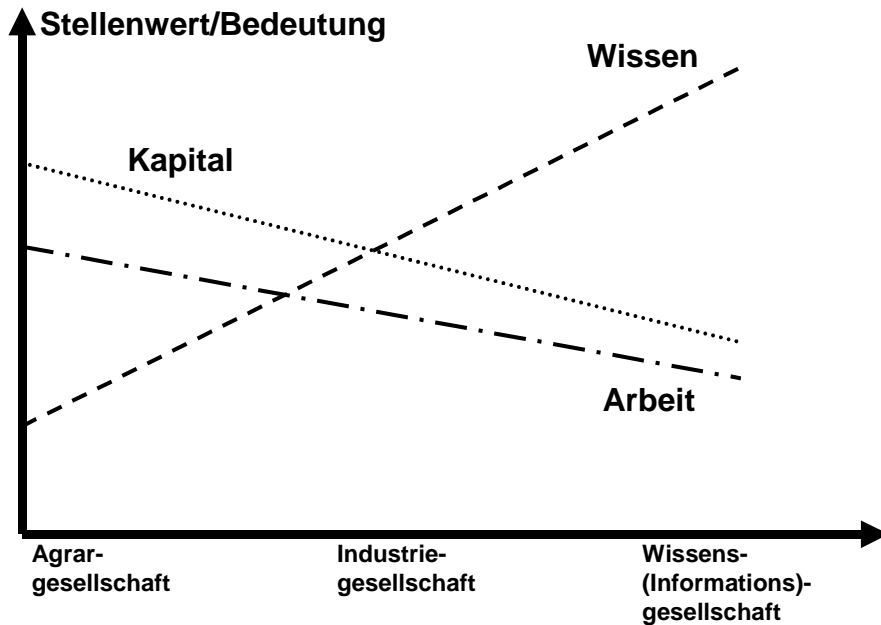 Stellenwert/Bedeutung
Wissen
Kapital
Arbeit
Agrar-
gesellschaft
Industrie-
gesellschaft
Wissens-
(Informations)-
gesellschaft